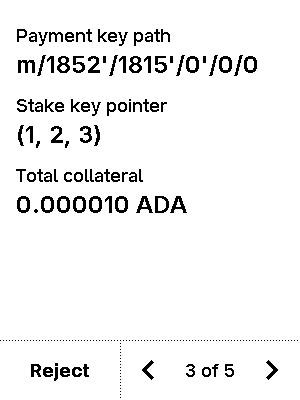 Payment key path
m/1852'/1815'/0'/0/0
Stake key pointer
(1, 2, 3)
Total collateral
0.000010 ADA
Reject
3 of 5